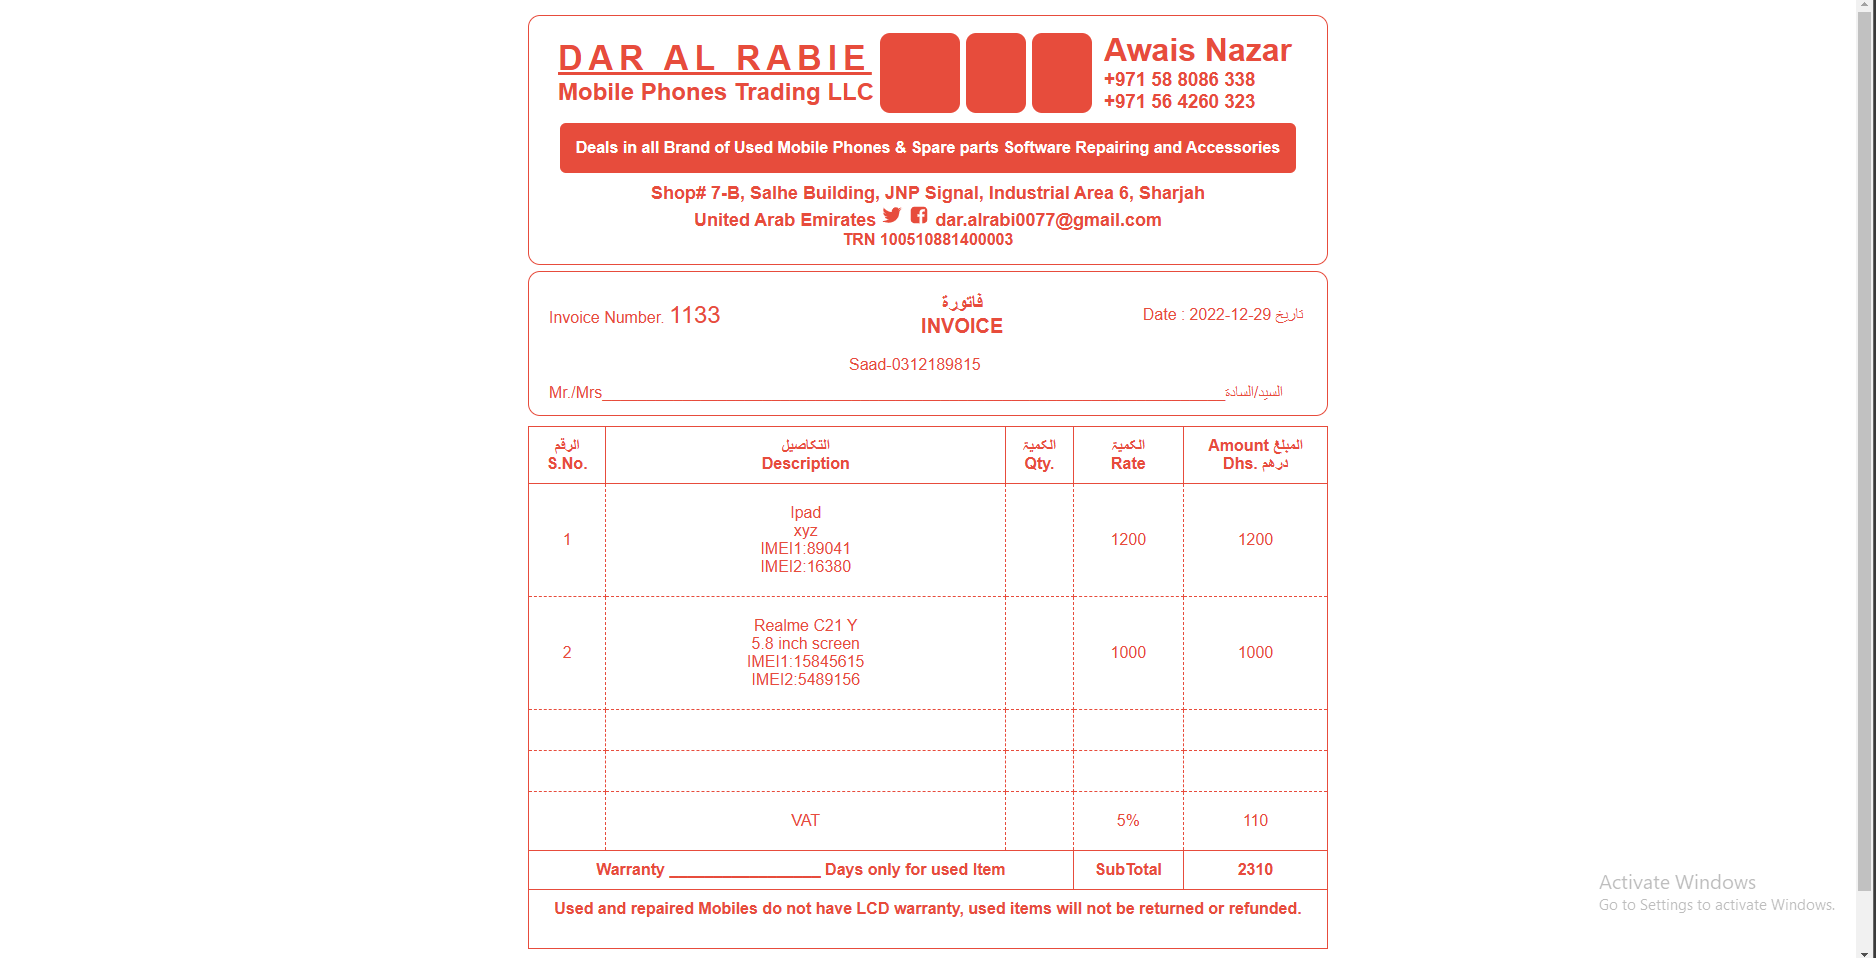 DAR AL RABIE
Mobile Phones Trading LLC
Awais Nazar
+971 58 8086 338
+971 56 4260 323
Deals in all Brand of Used Mobile Phones & Spare parts Software Repairing and Accessories
Shop# 7-B, Salhe Building, JNP Signal, Industrial Area 6, Sharjah
United Arab Emirates dar.alrabi0077@gmail.com
TRN 100510881400003
Invoice Number. 1133
فاتورة
INVOICE
Date : 2022-12-29 تاريخ
Saad-0312189815
Mr./Mrs السيد/السادة
الرقم التكاصيل الكمية الكمية Amount المبلغ
S.No. Description Qty. Rate Dhs. درهم
Ipad
xyz
1 IMEI1:89041 1200 1200
IMEI2:16380
Realme C21 Y
5.8 inch screen
2 IMEI1:15845615 1000 1000
IMEI2:5489156
VAT 5% 110
Warranty _________________ Days only for used Item SubTotal 2310
Used and repaired Mobiles do not have LCD warranty, used items will not be returned or refunded.
Activate Windows
Go to Settings to activate Windows.